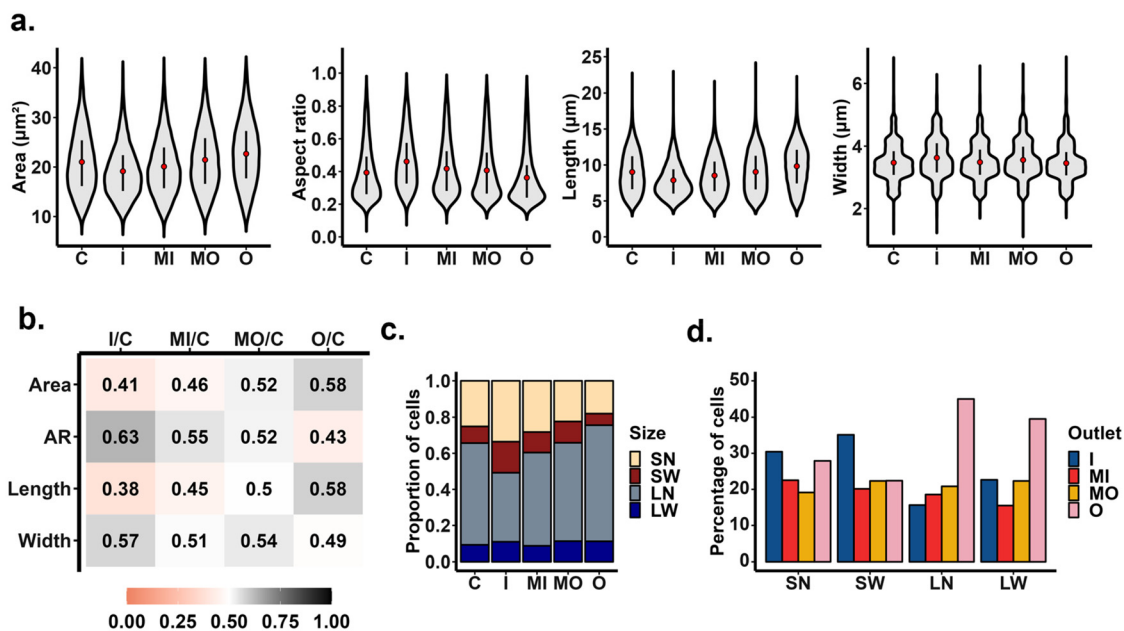 a.
Area (μm²)
40
30
20
10
C I MI MO O
Aspect ratio
1.0
0.8
0.6
0.4
0.2
0.0
C I MI MO O
Length (μm)
25
20
15
10
5
0
C I MI MO O
Width (μm)
6
4
2
C I MI MO O
b.
I/C MI/C MO/C O/C
Area 0.41 0.46 0.52 0.58
AR 0.63 0.55 0.52 0.43
Length 0.38 0.45 0.5 0.58
Width 0.57 0.51 0.54 0.49
0.00 0.25 0.50 0.75 1.00
c.
Proportion of cells
1.0
0.8
0.6
0.4
0.2
0.0
C I MI MO O
Size
SN
SW
LN
LW
d.
Percentage of cells
50
40
30
20
10
0
SN SW LN LW
Outlet
I
MI
MO
O